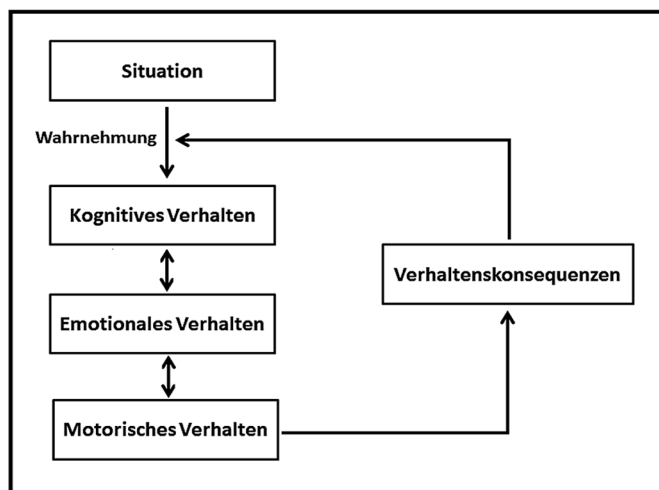 Situation
Wahrnehmung
Kognitives Verhalten
Verhaltenskonsequenzen
Emotionales Verhalten
Motorisches Verhalten